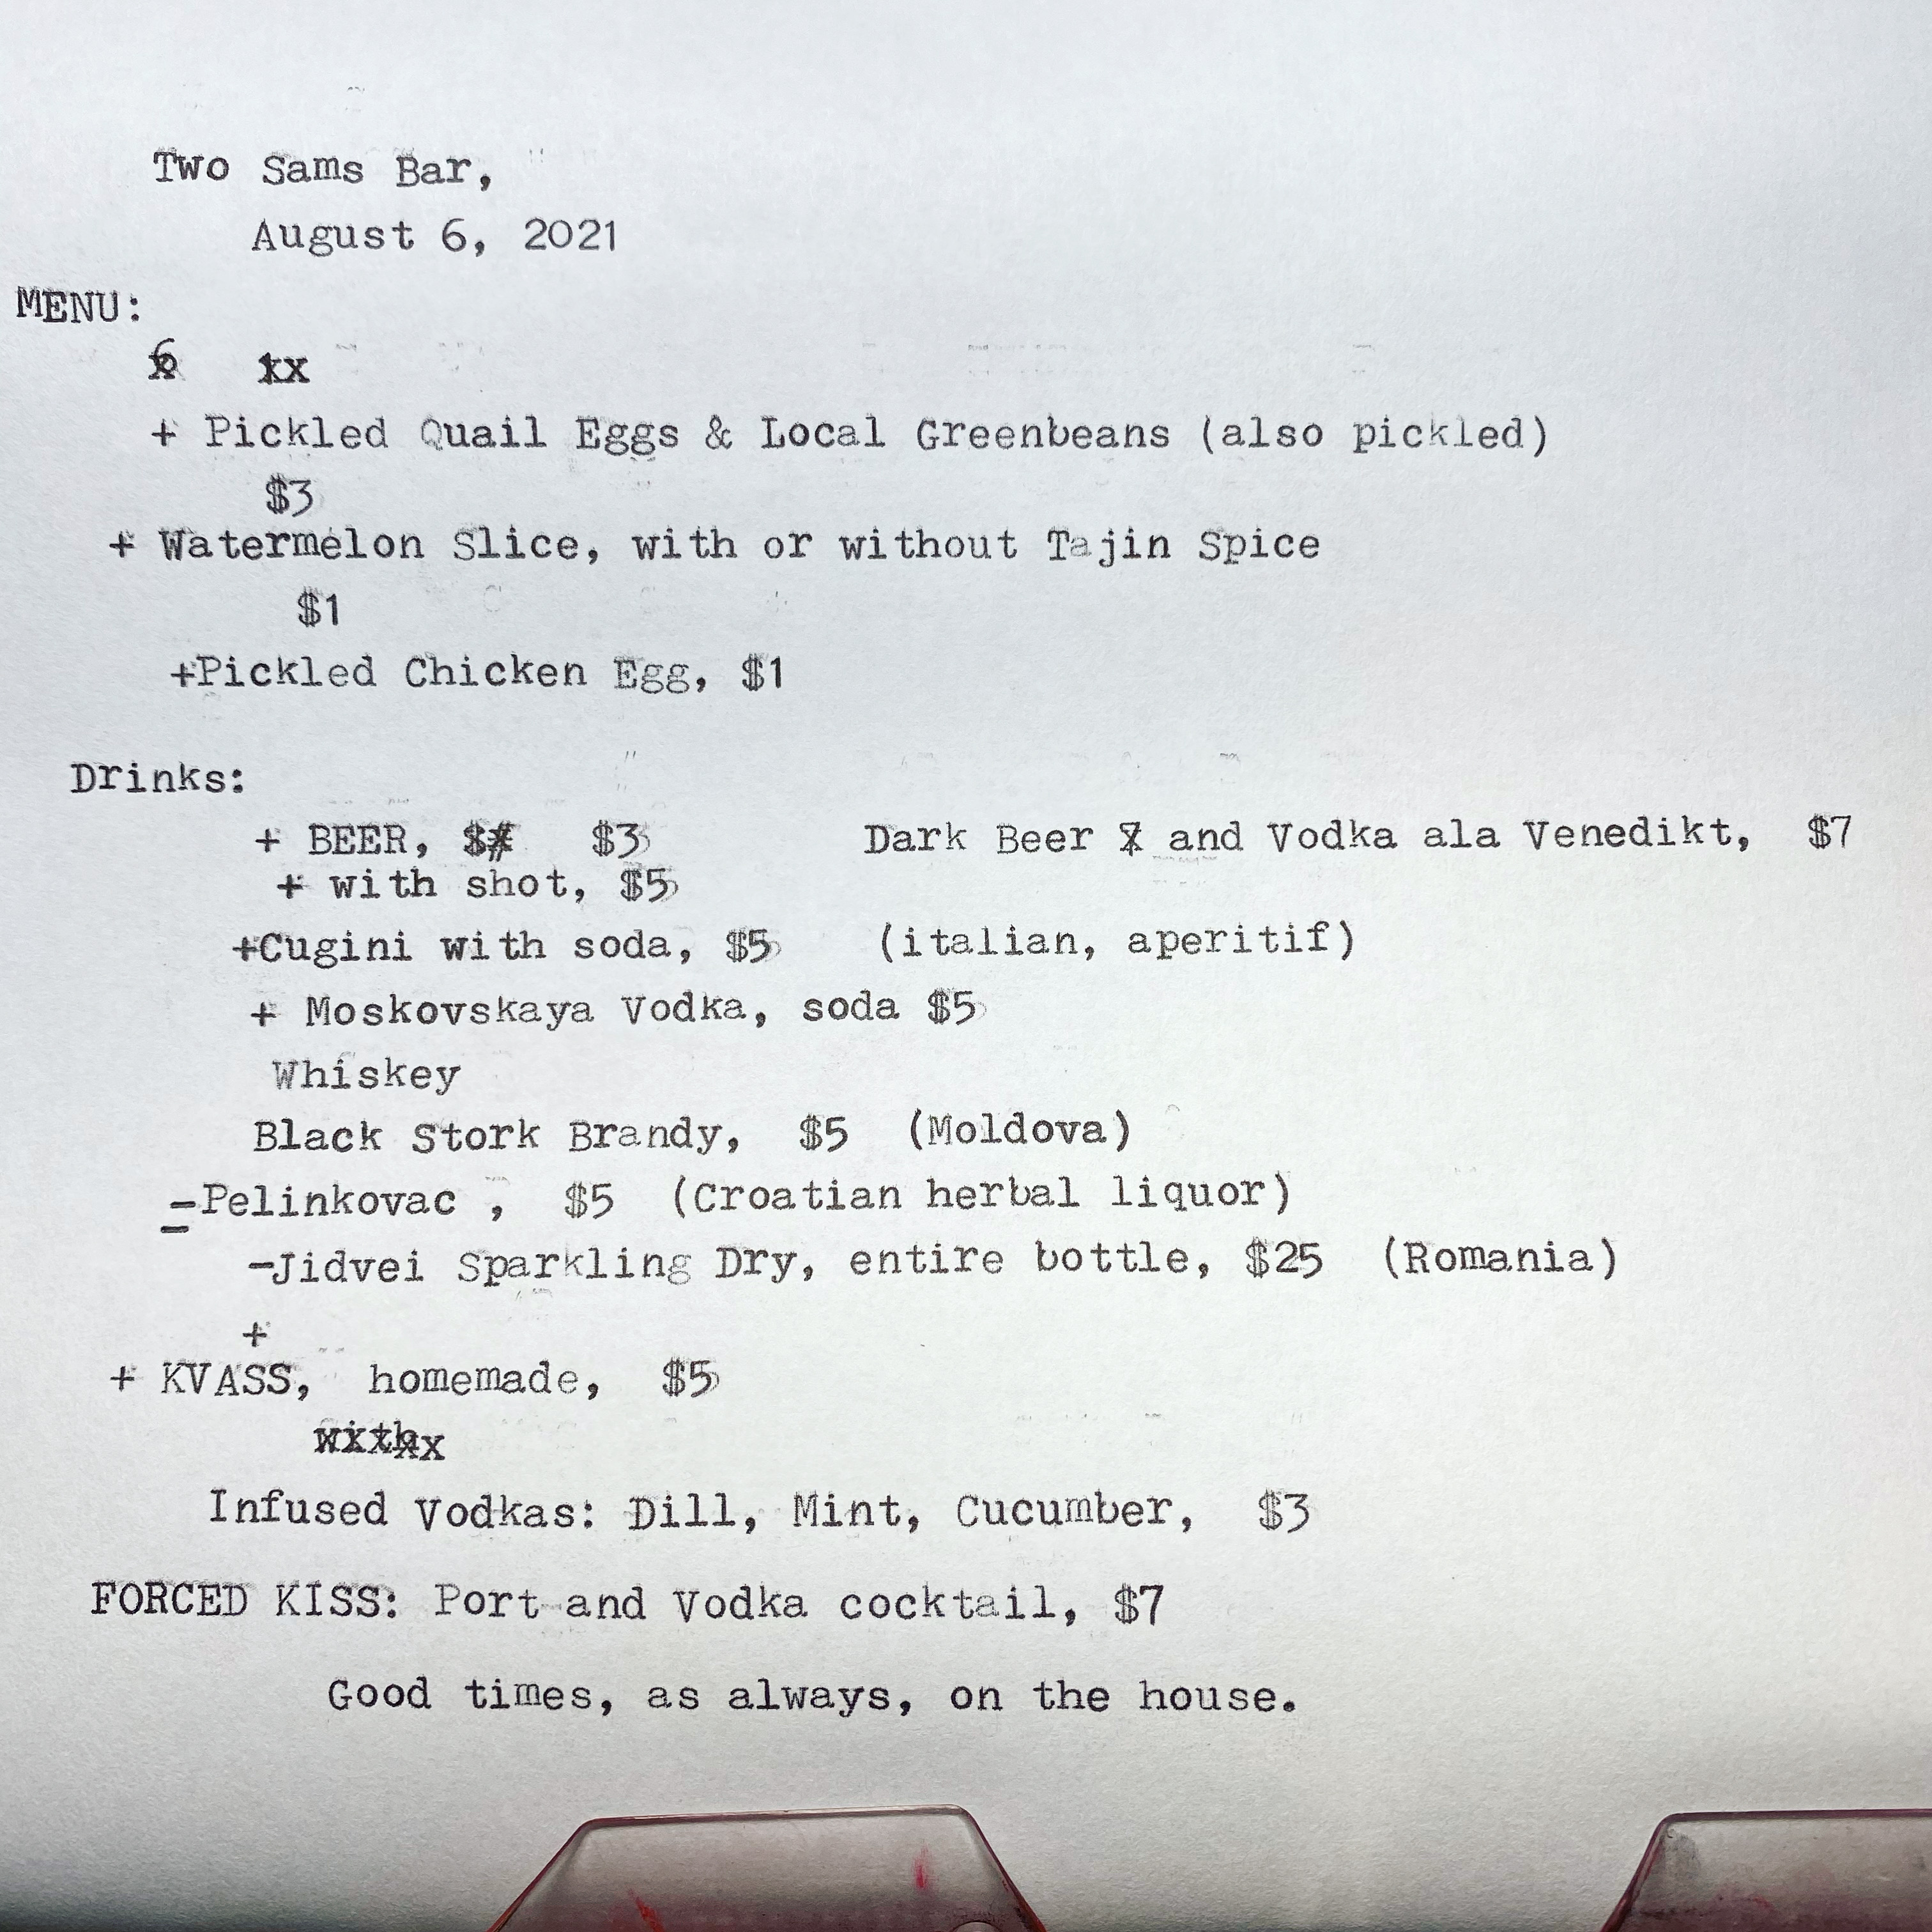 Two Sams Bar,
August 6, 2021
MENU:
+ Pickled Quail Eggs & Local Greenbeans (also pickled)
$3
+ Watermelon Slice, with or without Tajin Spice
$1
+Pickled Chicken Egg, $1
Drinks:
+ BEER, $3 Dark Beer and Vodka ala Venedikt, $7
+ with shot, $5
+Cugini with soda, $5 (italian, aperitif)
+ Moskovskaya Vodka, soda $5
Whiskey
Black Stork Brandy, $5 (Moldova)
-Pelinkovac , $5 (Croatian herbal liquor)
-Jidvei Sparkling Dry, entire bottle, $25 (Romania)
+
+ KVASS, homemade, $5
Infused Vodkas: Dill, Mint, Cucumber, $3
FORCED KISS: Port and Vodka cocktail, $7
Good times, as always, on the house.